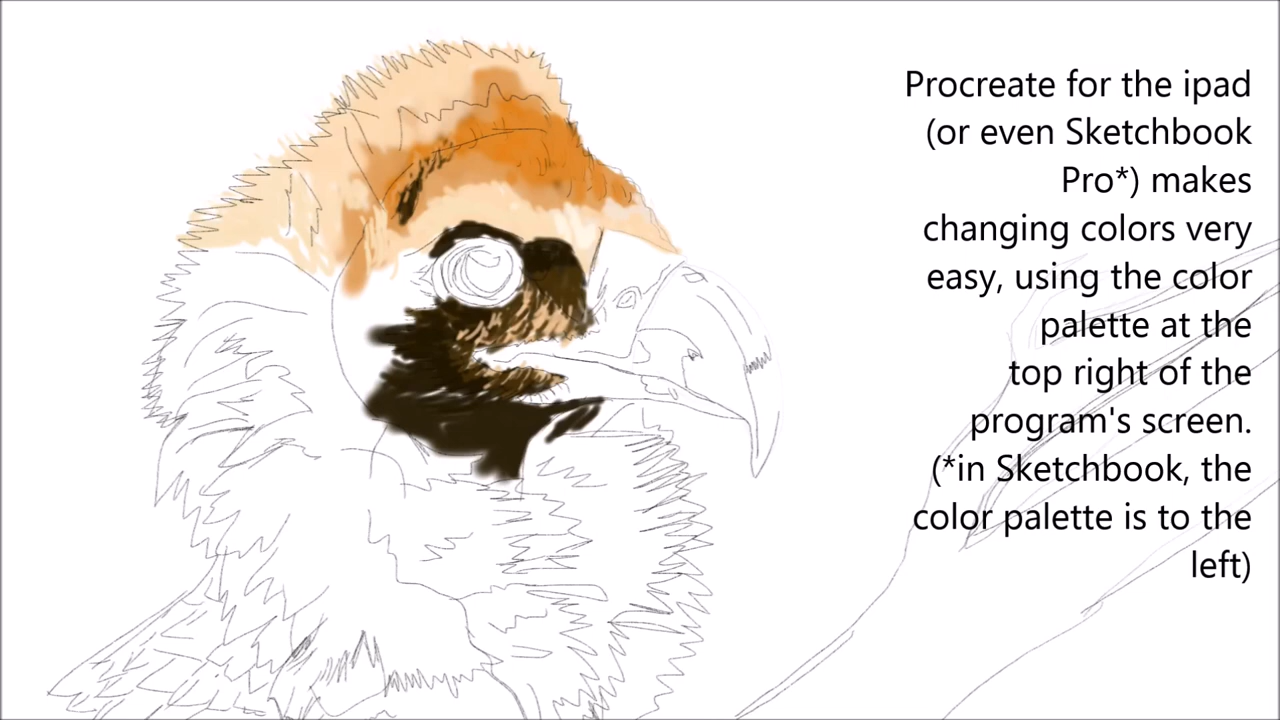 Procreate for the ipad
(or even Sketchbook
Pro*) makes
changing colors very
easy, using the color
palette at the
top right of the
program's screen.
(*in Sketchbook, the
color palette is to the
left)